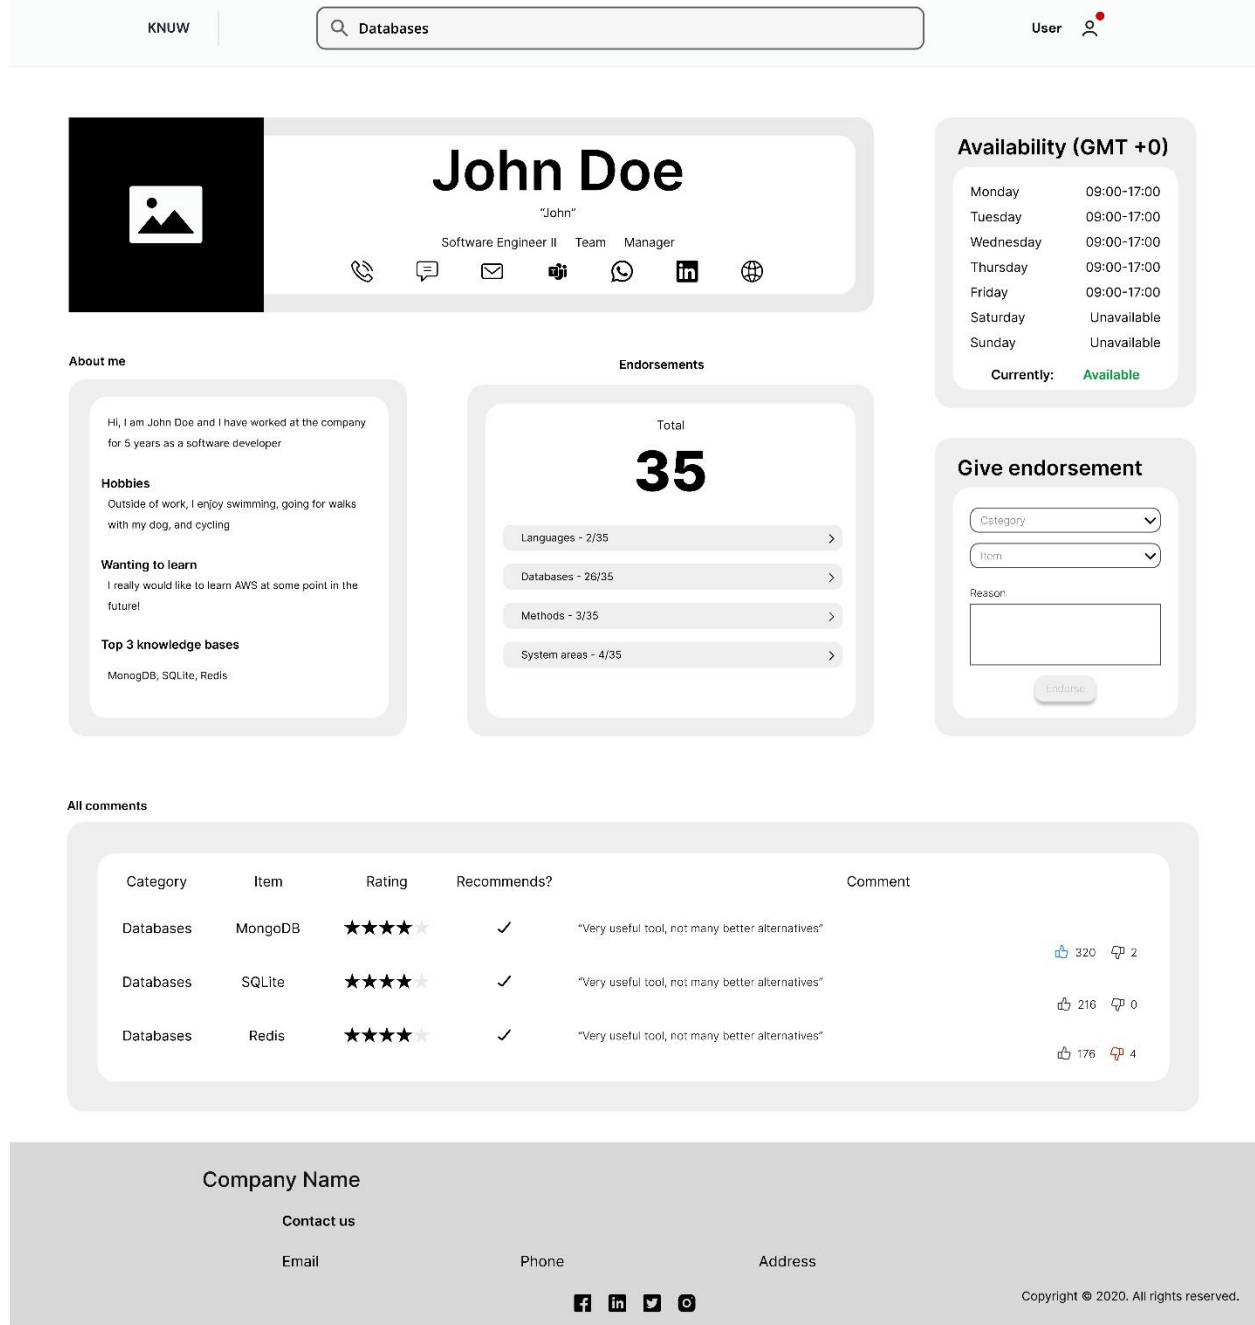 KNUW
Databases
User
John Doe
“John”
Software Engineer II Team Manager
Availability (GMT +0)
Monday 09:00-17:00
Tuesday 09:00-17:00
Wednesday 09:00-17:00
Thursday 09:00-17:00
Friday 09:00-17:00
Saturday Unavailable
Sunday Unavailable
Currently: Available
About me
Hi, I am John Doe and I have worked at the company
for 5 years as a software developer
Hobbies
Outside of work, I enjoy swimming, going for walks
with my dog, and cycling
Wanting to learn
I really would like to learn AWS at some point in the
future!
Top 3 knowledge bases
MonogDB, SQLite, Redis
Endorsements
Total
35
Languages - 2/35
Databases - 26/35
Methods - 3/35
System areas - 4/35
Give endorsement
Category
Item
Reason
Endorse
All comments
Category Item Rating Recommends? Comment
Databases MongoDB “Very useful tool, not many better alternatives”
320 2
Databases SQLite “Very useful tool, not many better alternatives”
216 0
Databases Redis “Very useful tool, not many better alternatives”
176 4
Company Name
Contact us
Email Phone Address
Copyright © 2020. All rights reserved.